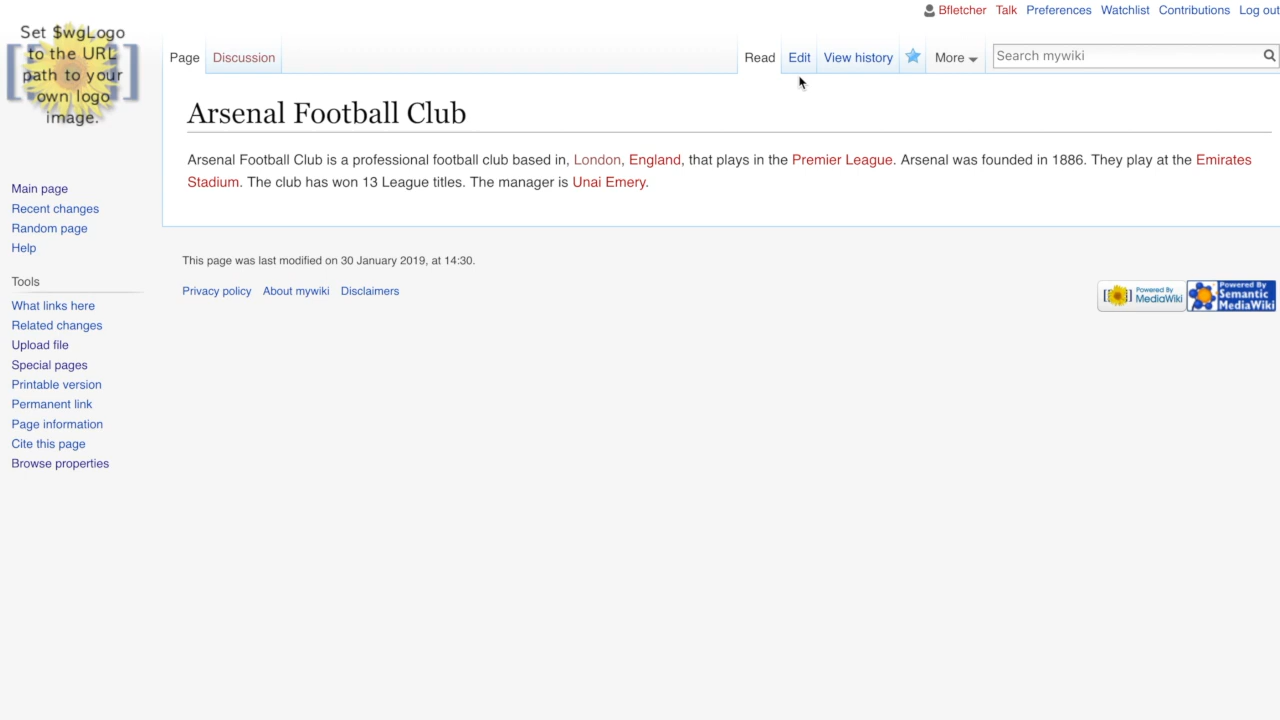 Bfletcher Talk Preferences Watchlist Contributions Log out
Set $wgLogo
to the URL
path to your
own logo
image.
Page Discussion Read Edit View history More Search mywiki
Arsenal Football Club
Arsenal Football Club is a professional football club based in, London, England, that plays in the Premier League. Arsenal was founded in 1886. They play at the Emirates
Stadium. The club has won 13 League titles. The manager is Unai Emery.
Main page
Recent changes
Random page
Help
Tools
What links here
Related changes
Upload file
Special pages
Printable version
Permanent link
Page information
Cite this page
Browse properties
This page was last modified on 30 January 2019, at 14:30.
Privacy policy About mywiki Disclaimers
Powered By
MediaWiki
Powered By
Semantic
MediaWiki